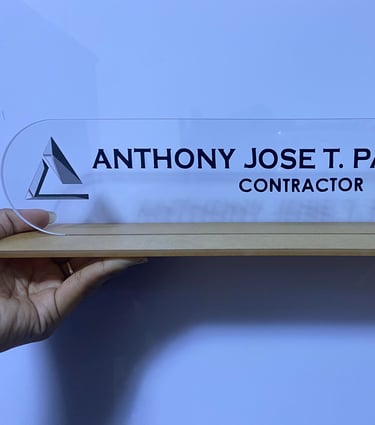 ANTHONY JOSE T. PA
CONTRACTOR